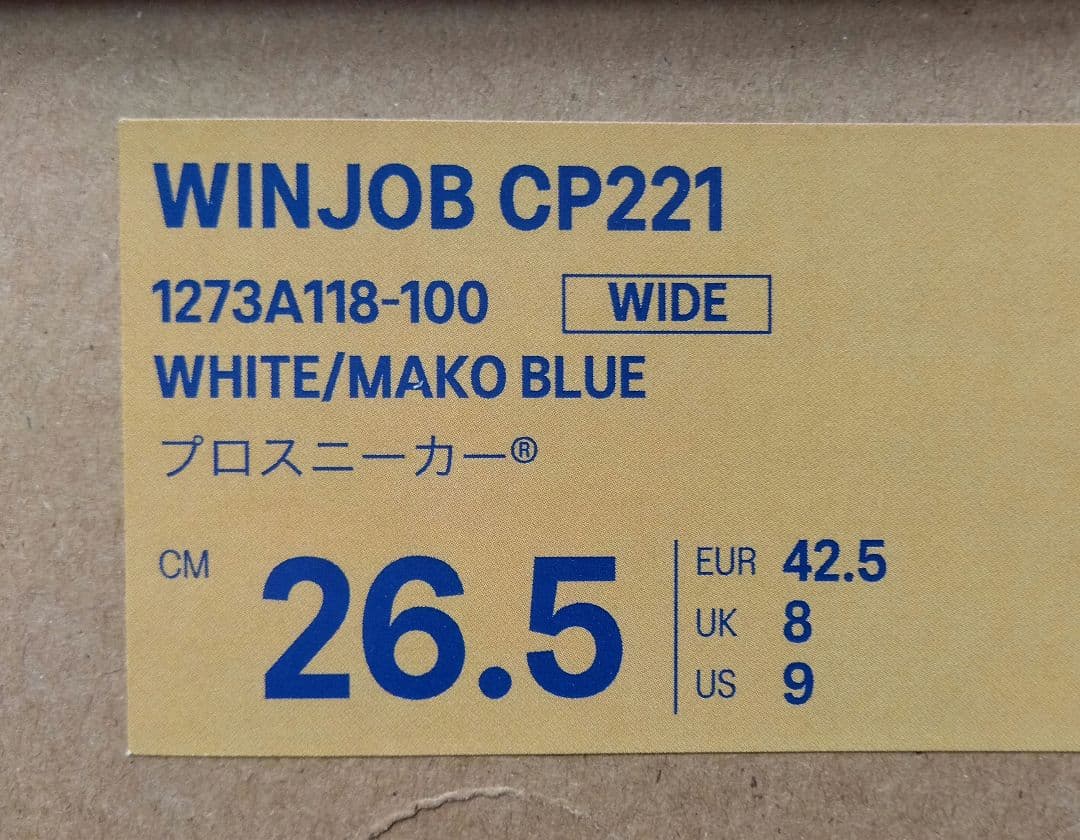 WINJOB CP221
1273A118-100 WIDE
WHITE/MAKO BLUE
プロスニーカー®
CM 26.5
EUR 42.5
UK 8
US 9